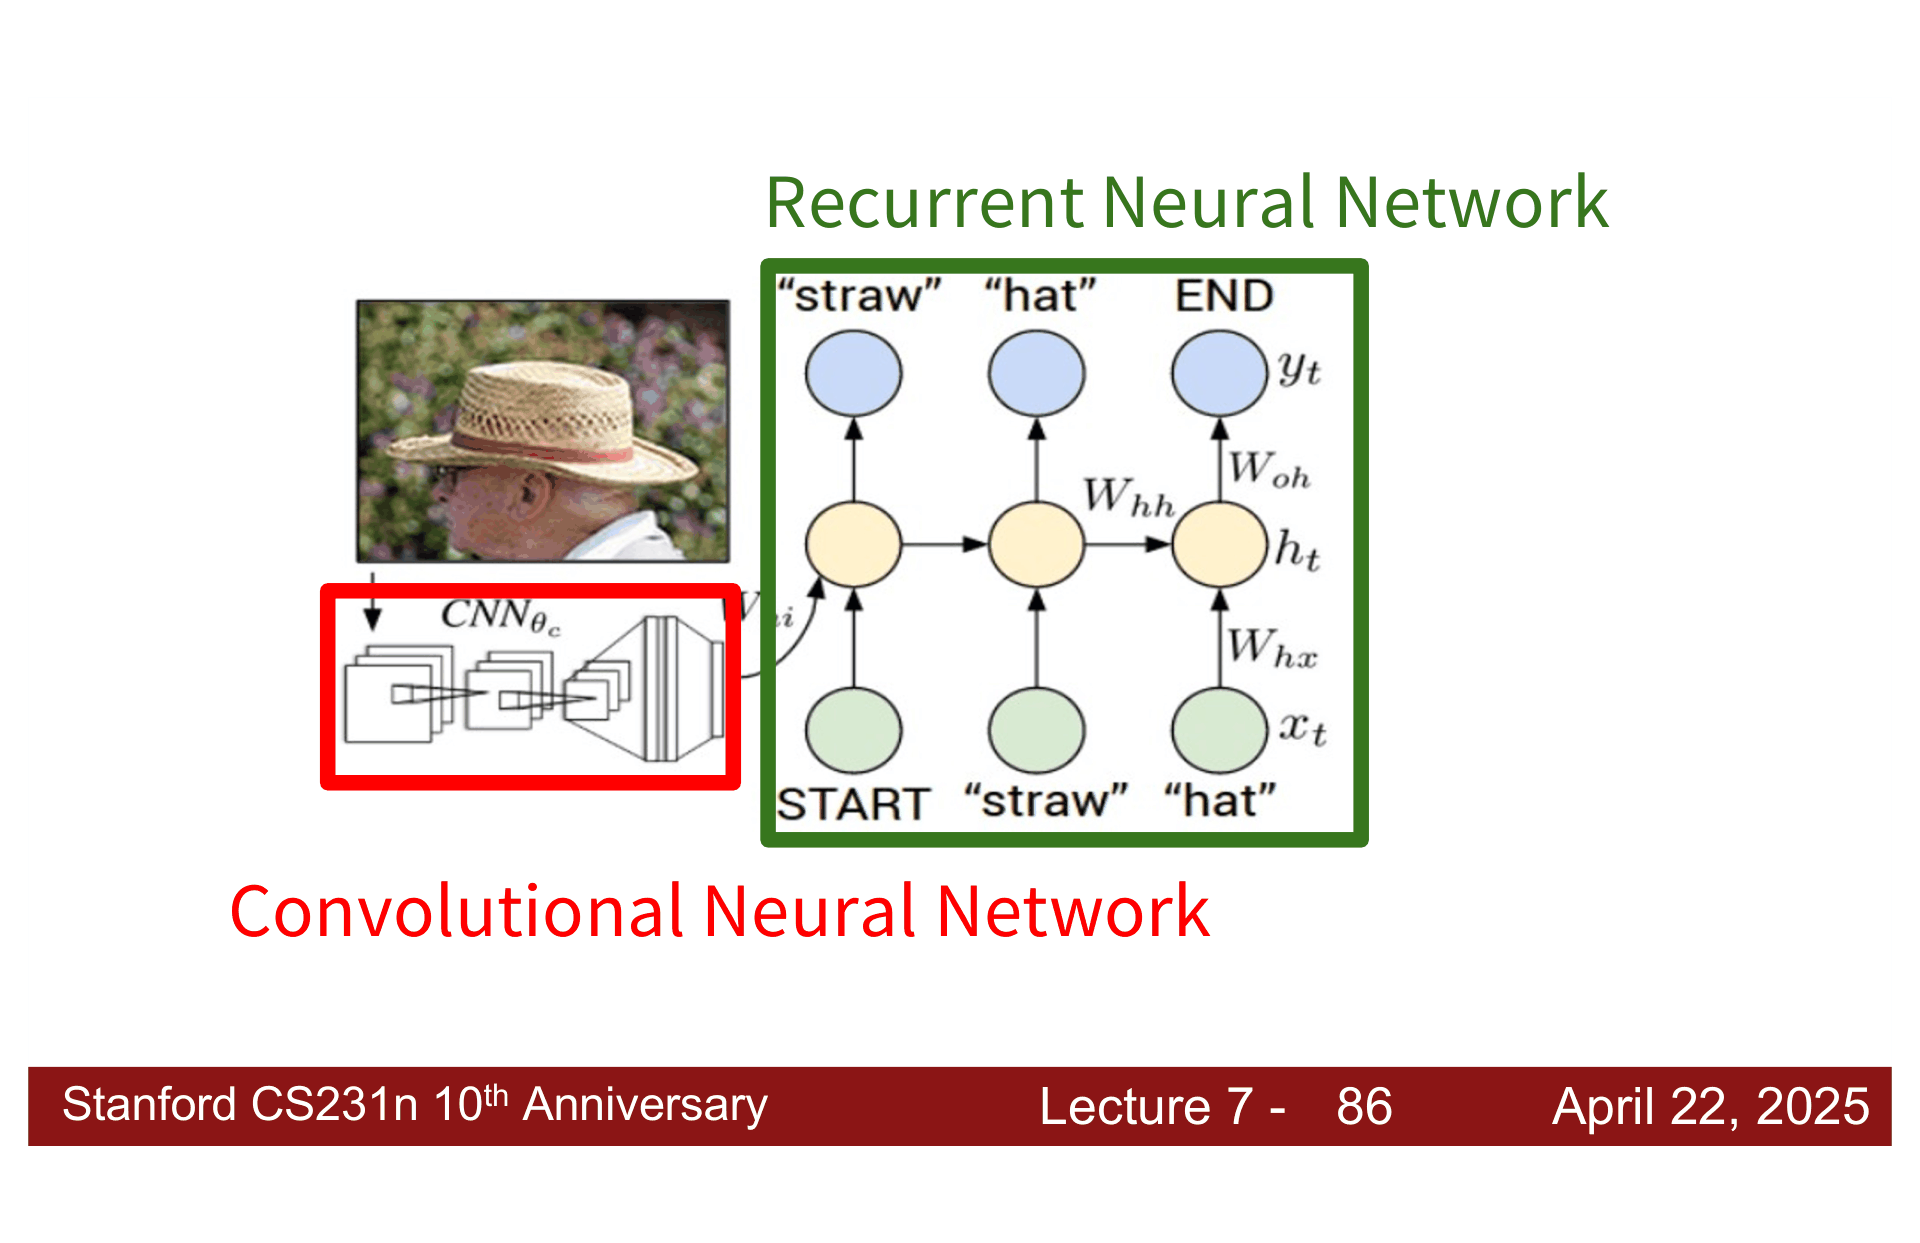 Recurrent Neural Network
“straw” “hat” END
y_t
W_oh
W_hh
h_t
CNN_θ_c
W_hx
x_t
START “straw” “hat”
Convolutional Neural Network
Stanford CS231n 10th Anniversary
Lecture 7 - 86
April 22, 2025